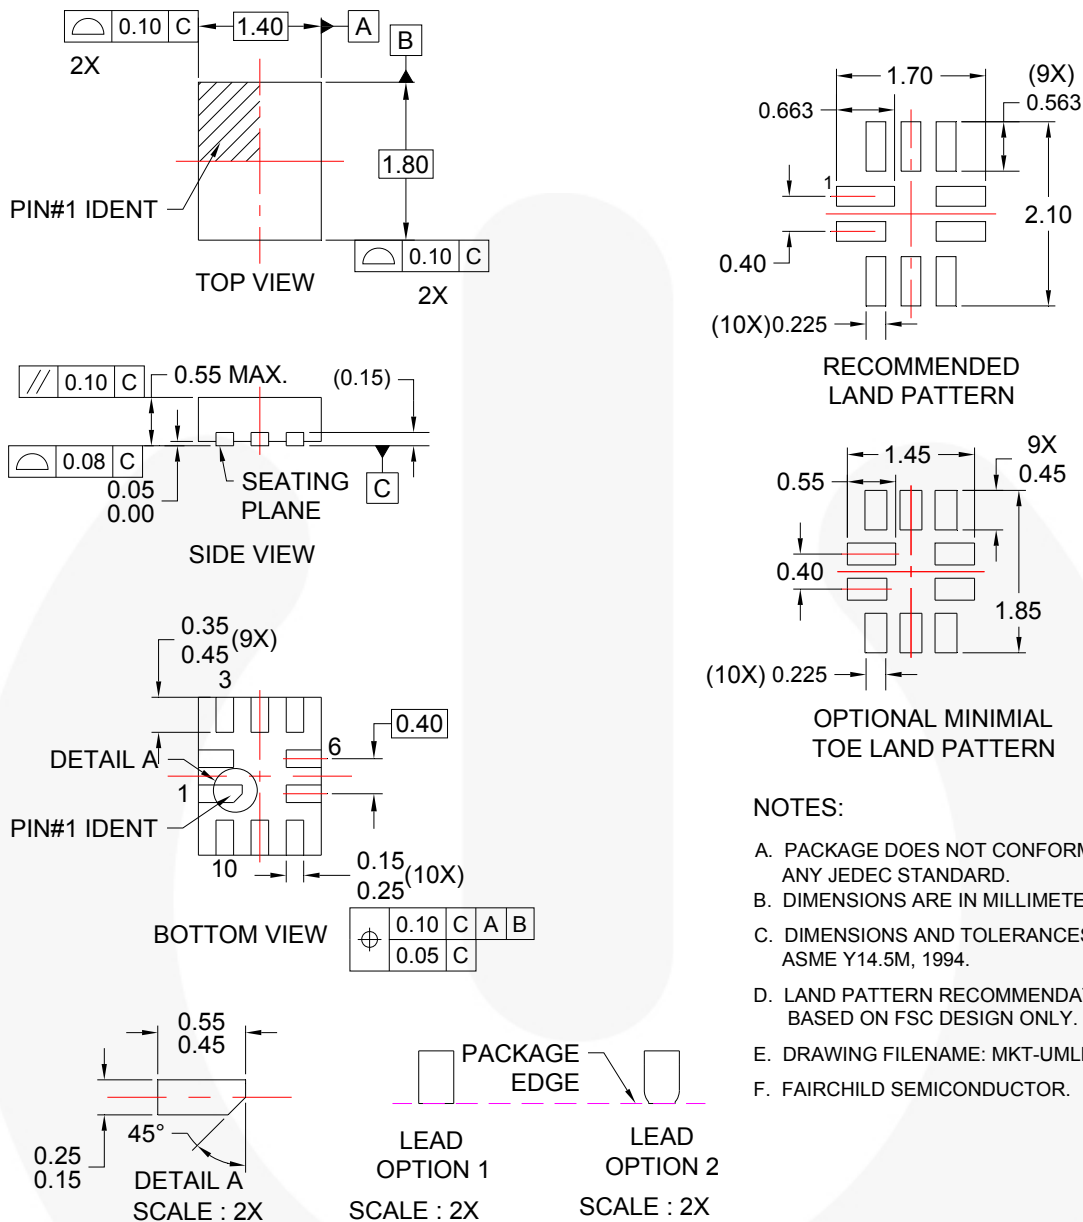 0.10 C
1.40
A
B
2X
1.80
PIN#1 IDENT
0.10 C
TOP VIEW
2X
// 0.10 C
0.55 MAX.
(0.15)
0.08 C
0.05
0.00
SEATING
PLANE
C
SIDE VIEW
0.35
0.45
(9X)
3
0.40
DETAIL A
6
1
PIN#1 IDENT
10
0.15
0.25
(10X)
BOTTOM VIEW
0.10 C A B
0.05 C
0.55
0.45
45°
0.25
0.15
DETAIL A
SCALE : 2X
PACKAGE
EDGE
LEAD
OPTION 1
SCALE : 2X
LEAD
OPTION 2
SCALE : 2X
1.70
(9X)
0.663
0.563
1
2.10
0.40
(10X) 0.225
RECOMMENDED
LAND PATTERN
1.45
9X
0.45
0.55
0.40
1.85
(10X) 0.225
OPTIONAL MINIMIAL
TOE LAND PATTERN
NOTES:
A. PACKAGE DOES NOT CONFORM
ANY JEDEC STANDARD.
B. DIMENSIONS ARE IN MILLIMETE
C. DIMENSIONS AND TOLERANCES
ASME Y14.5M, 1994.
D. LAND PATTERN RECOMMENDAT
BASED ON FSC DESIGN ONLY.
E. DRAWING FILENAME: MKT-UMLP
F. FAIRCHILD SEMICONDUCTOR.